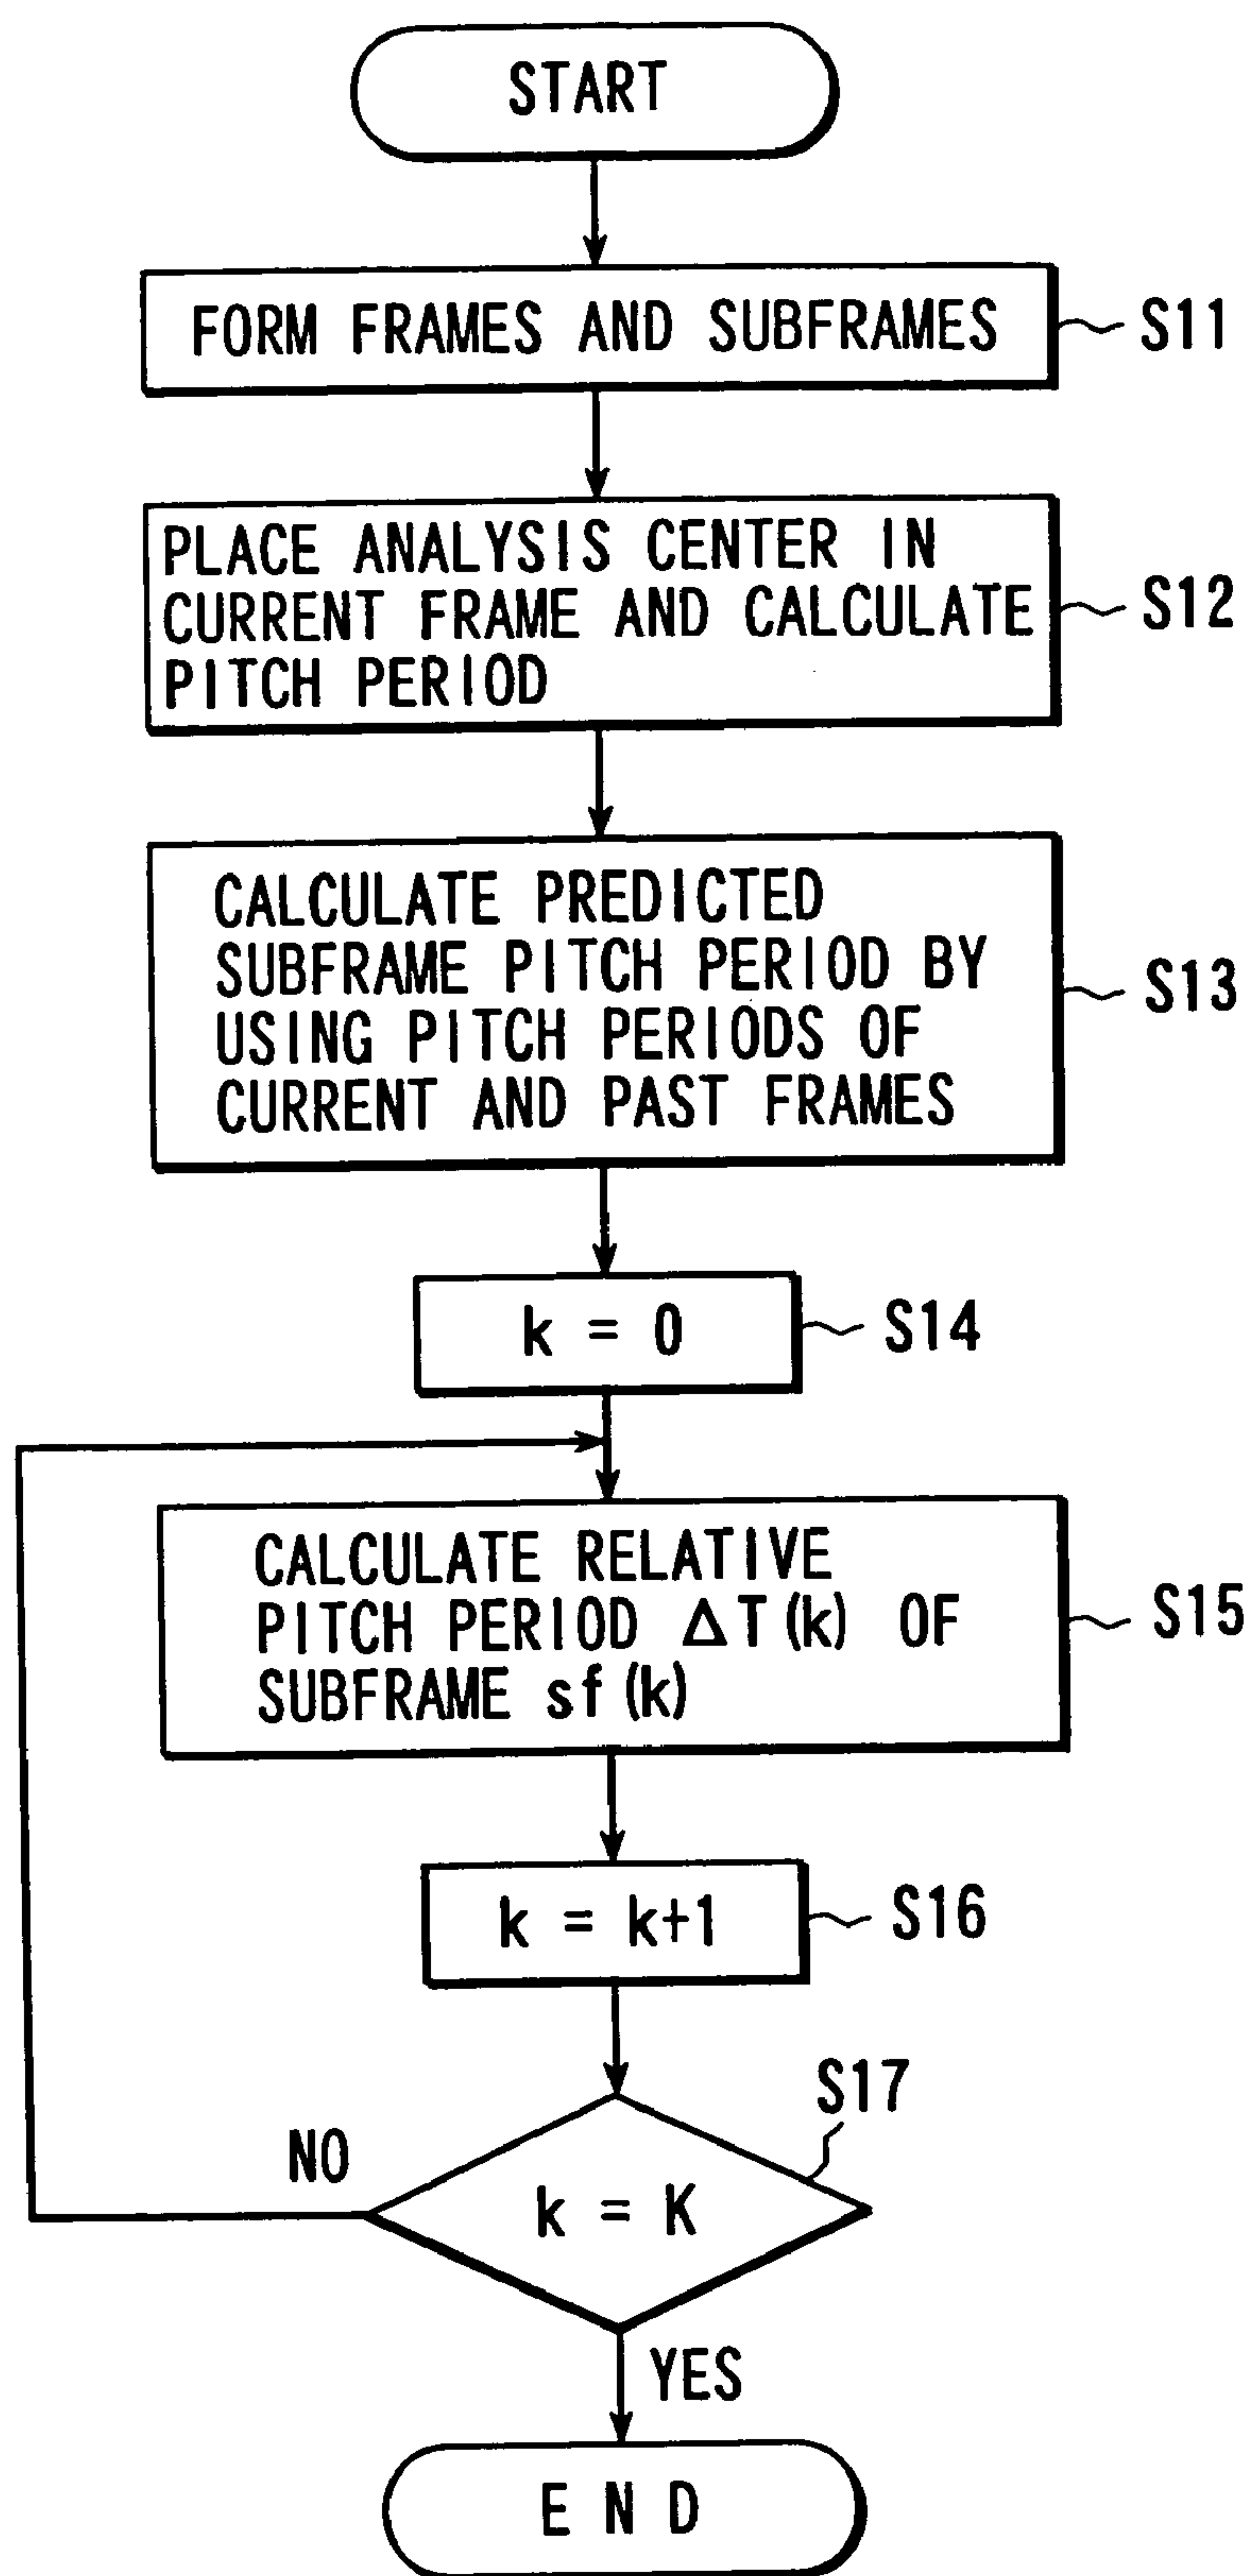 START
FORM FRAMES AND SUBFRAMES
S11
PLACE ANALYSIS CENTER IN
CURRENT FRAME AND CALCULATE
PITCH PERIOD
S12
CALCULATE PREDICTED
SUBFRAME PITCH PERIOD BY
USING PITCH PERIODS OF
CURRENT AND PAST FRAMES
S13
k = 0
S14
CALCULATE RELATIVE
PITCH PERIOD ΔT(k) OF
SUBFRAME sf(k)
S15
k = k+1
S16
S17
NO
k = K
YES
END